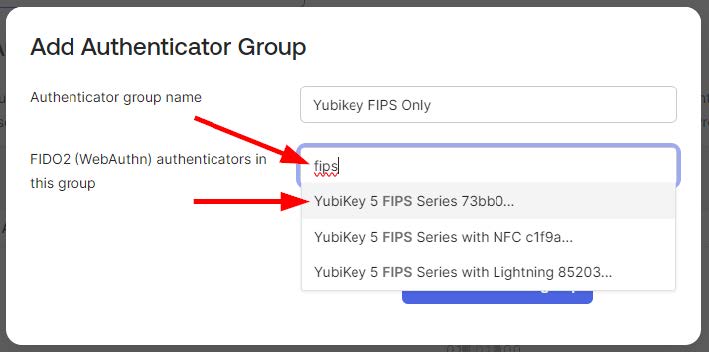 Add Authenticator Group
Authenticator group name
Yubikey FIPS Only
FIDO2 (WebAuthn) authenticators in
this group
fips
YubiKey 5 FIPS Series 73bb0...
YubiKey 5 FIPS Series with NFC c1f9a...
YubiKey 5 FIPS Series with Lightning 85203...